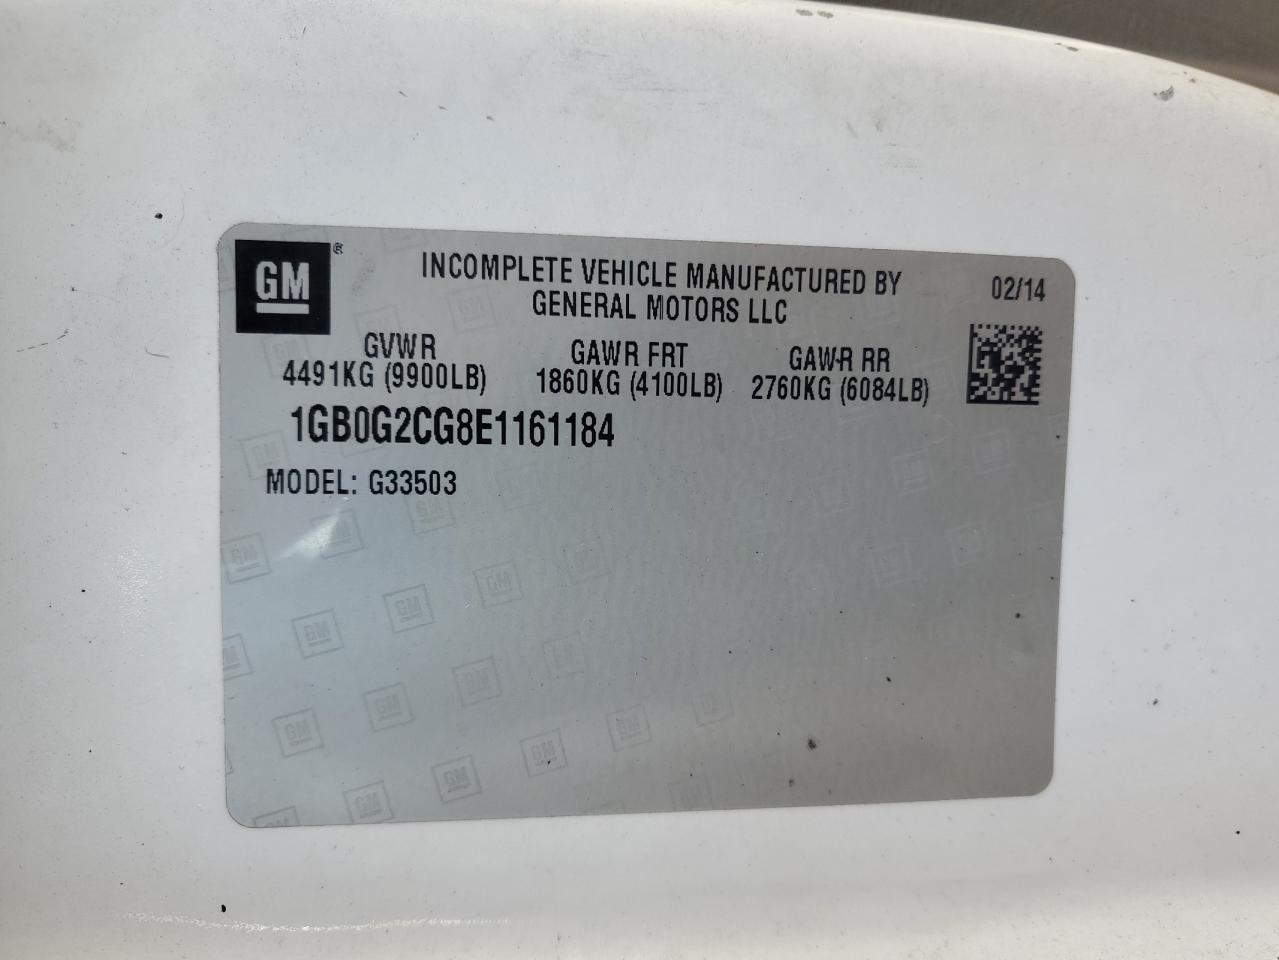 GM ®
INCOMPLETE VEHICLE MANUFACTURED BY
GENERAL MOTORS LLC
02/14
GVWR
4491KG (9900LB)
GAWR FRT
1860KG (4100LB)
GAWR RR
2760KG (6084LB)
1GB0G2CG8E1161184
MODEL: G33503